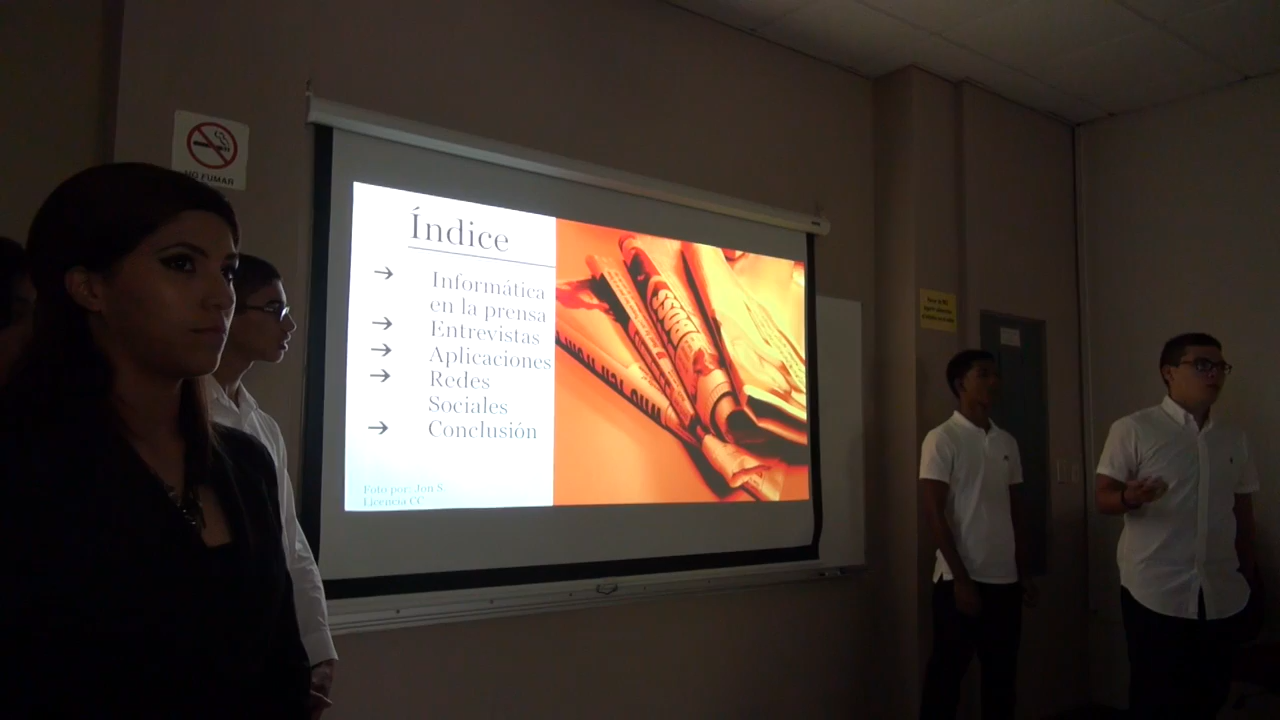 NO FUMAR
Índice
→ Informática
en la prensa
→ Entrevistas
→ Aplicaciones
→ Redes
Sociales
→ Conclusión
Foto por: Jon S.
Licencia CC